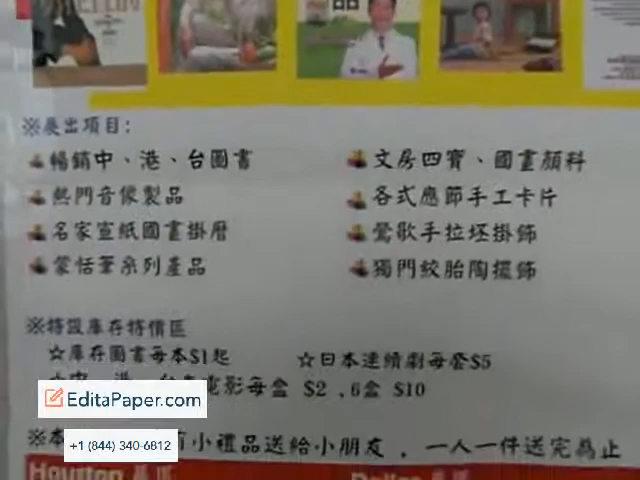 品
※展出項目:
暢銷中、港、台圖書
文房四寶、國畫顏料
熱門音像製品
各式應節手工卡片
名家宣紙國畫掛曆
鶯歌手拉坯掛飾
蒙恬筆系列產品
獨門絞胎陶擺飾
※特設庫存特價區
☆庫存圖書每本$1起
☆日本連續劇每套$5
電影每盒 $2 , 6盒 $10
EditaPaper.com
+1 (844) 340-6812
※本 有小禮品送給小朋友 , 一人一件送完為止
Houston
Dallas